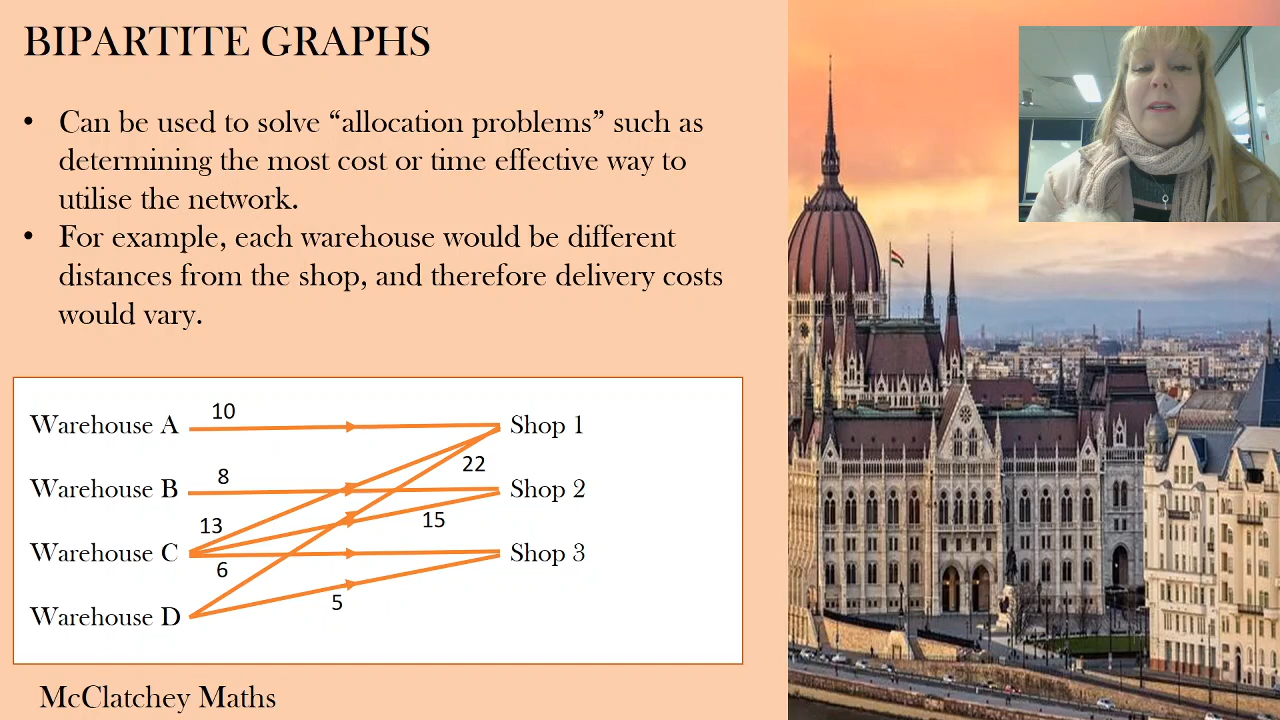 BIPARTITE GRAPHS
• Can be used to solve “allocation problems” such as
determining the most cost or time effective way to
utilise the network.
• For example, each warehouse would be different
distances from the shop, and therefore delivery costs
would vary.
Warehouse A 10 Shop 1
22
Warehouse B 8 Shop 2
13 15
Warehouse C Shop 3
6
5
Warehouse D
McClatchey Maths